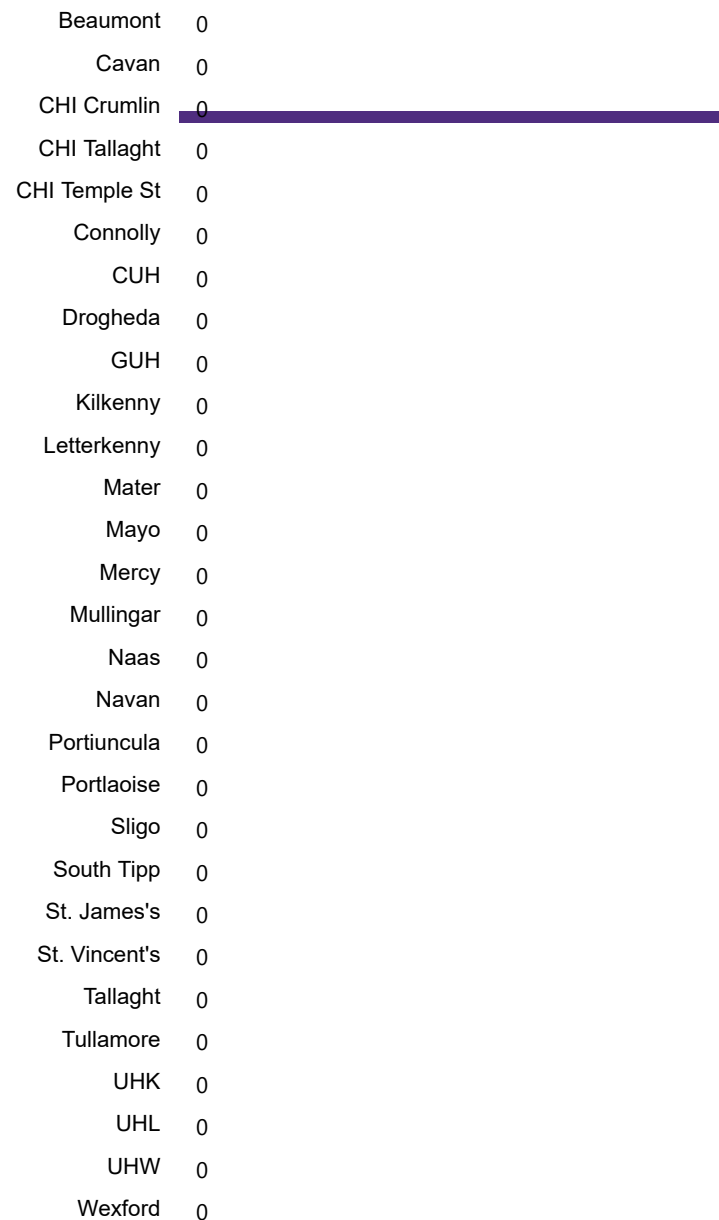 Beaumont 0
Cavan 0
CHI Crumlin 0
CHI Tallaght 0
CHI Temple St 0
Connolly 0
CUH 0
Drogheda 0
GUH 0
Kilkenny 0
Letterkenny 0
Mater 0
Mayo 0
Mercy 0
Mullingar 0
Naas 0
Navan 0
Portiuncula 0
Portlaoise 0
Sligo 0
South Tipp 0
St. James's 0
St. Vincent's 0
Tallaght 0
Tullamore 0
UHK 0
UHL 0
UHW 0
Wexford 0